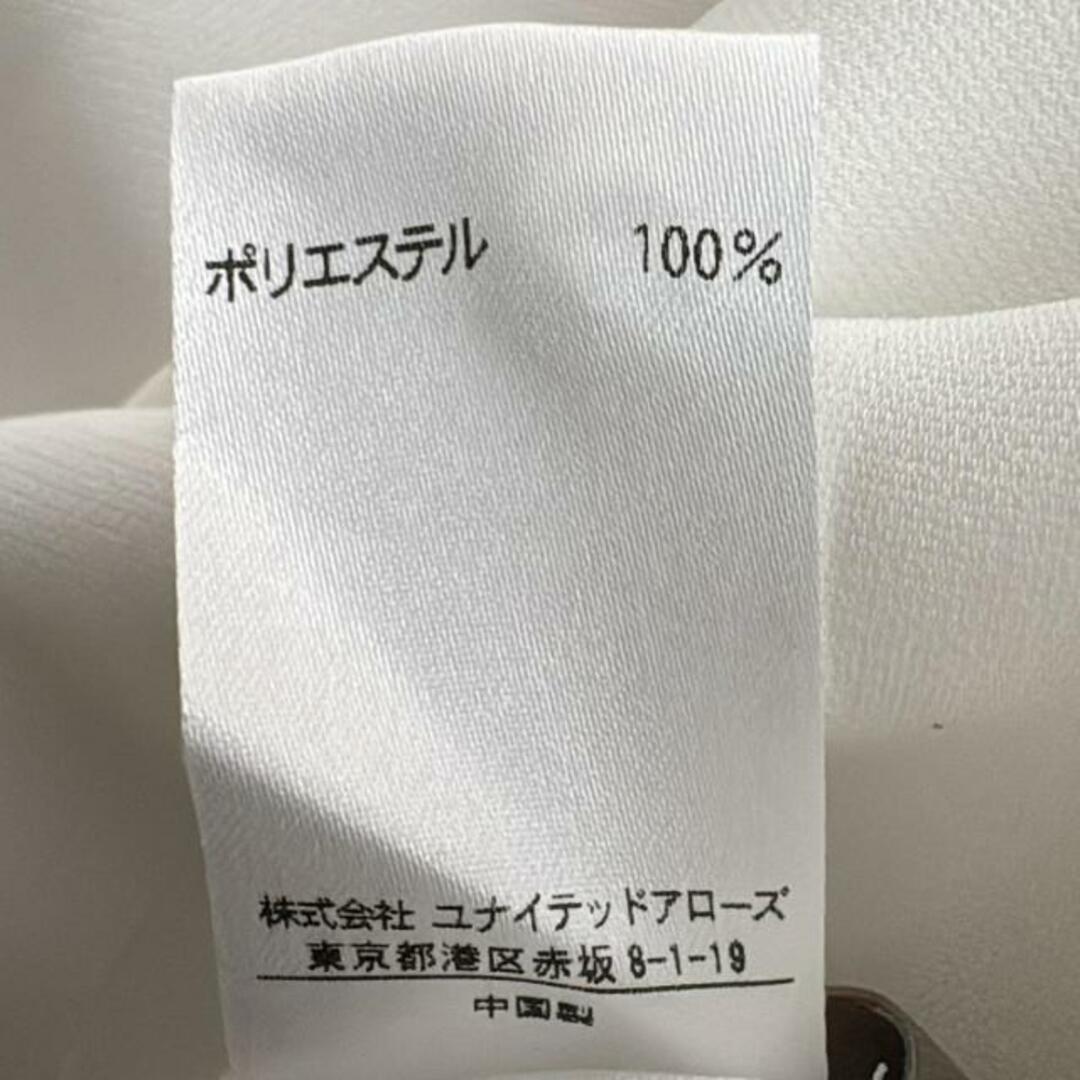 ポリエステル 100%
株式会社 ユナイテッドアローズ
東京都港区赤坂 8-1-19
中国製